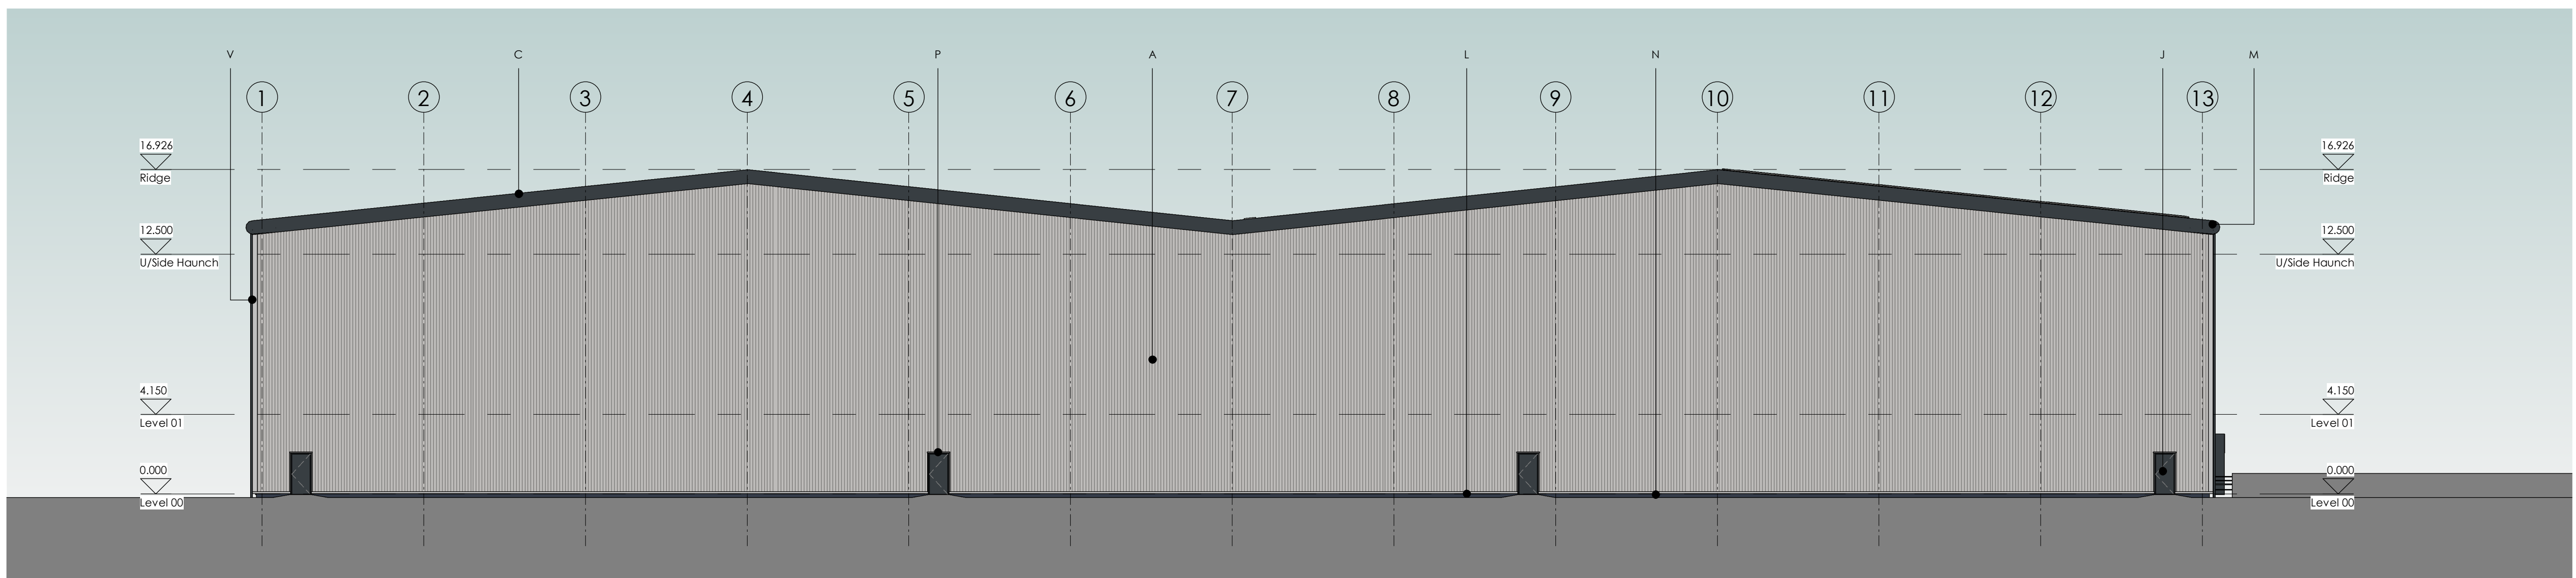 V C P A L N J M
1 2 3 4 5 6 7 8 9 10 11 12 13
16.926 16.926
Ridge Ridge
12.500 12.500
U/Side Haunch U/Side Haunch
4.150 4.150
Level 01 Level 01
0.000 0.000
Level 00 Level 00